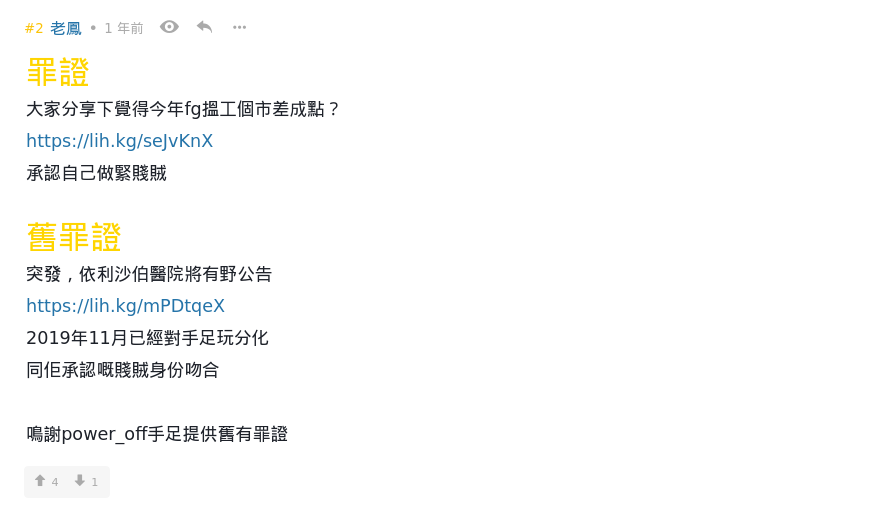 #2 老鳳 • 1 年前
罪證
大家分享下覺得今年fg搵工個市差成點？
https://lih.kg/seJvKnX
承認自己做緊賤賊
舊罪證
突發，依利沙伯醫院將有野公告
https://lih.kg/mPDtqeX
2019年11月已經對手足玩分化
同佢承認嘅賤賊身份吻合
鳴謝power_off手足提供舊有罪證
4 1